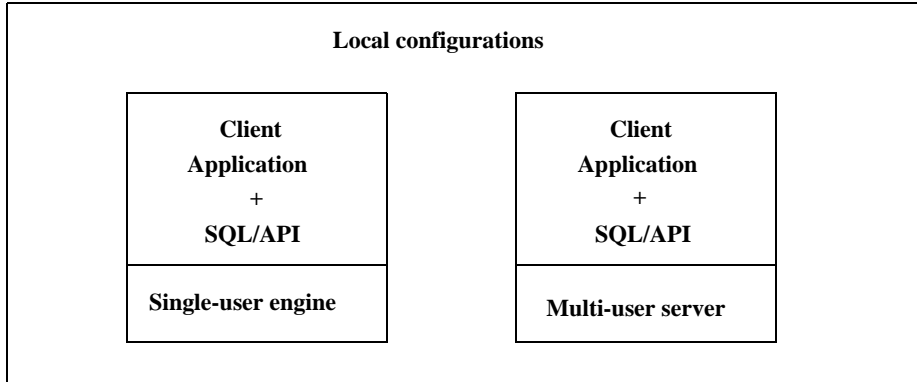 Local configurations
Client
Application
+
SQL/API
Single-user engine
Client
Application
+
SQL/API
Multi-user server